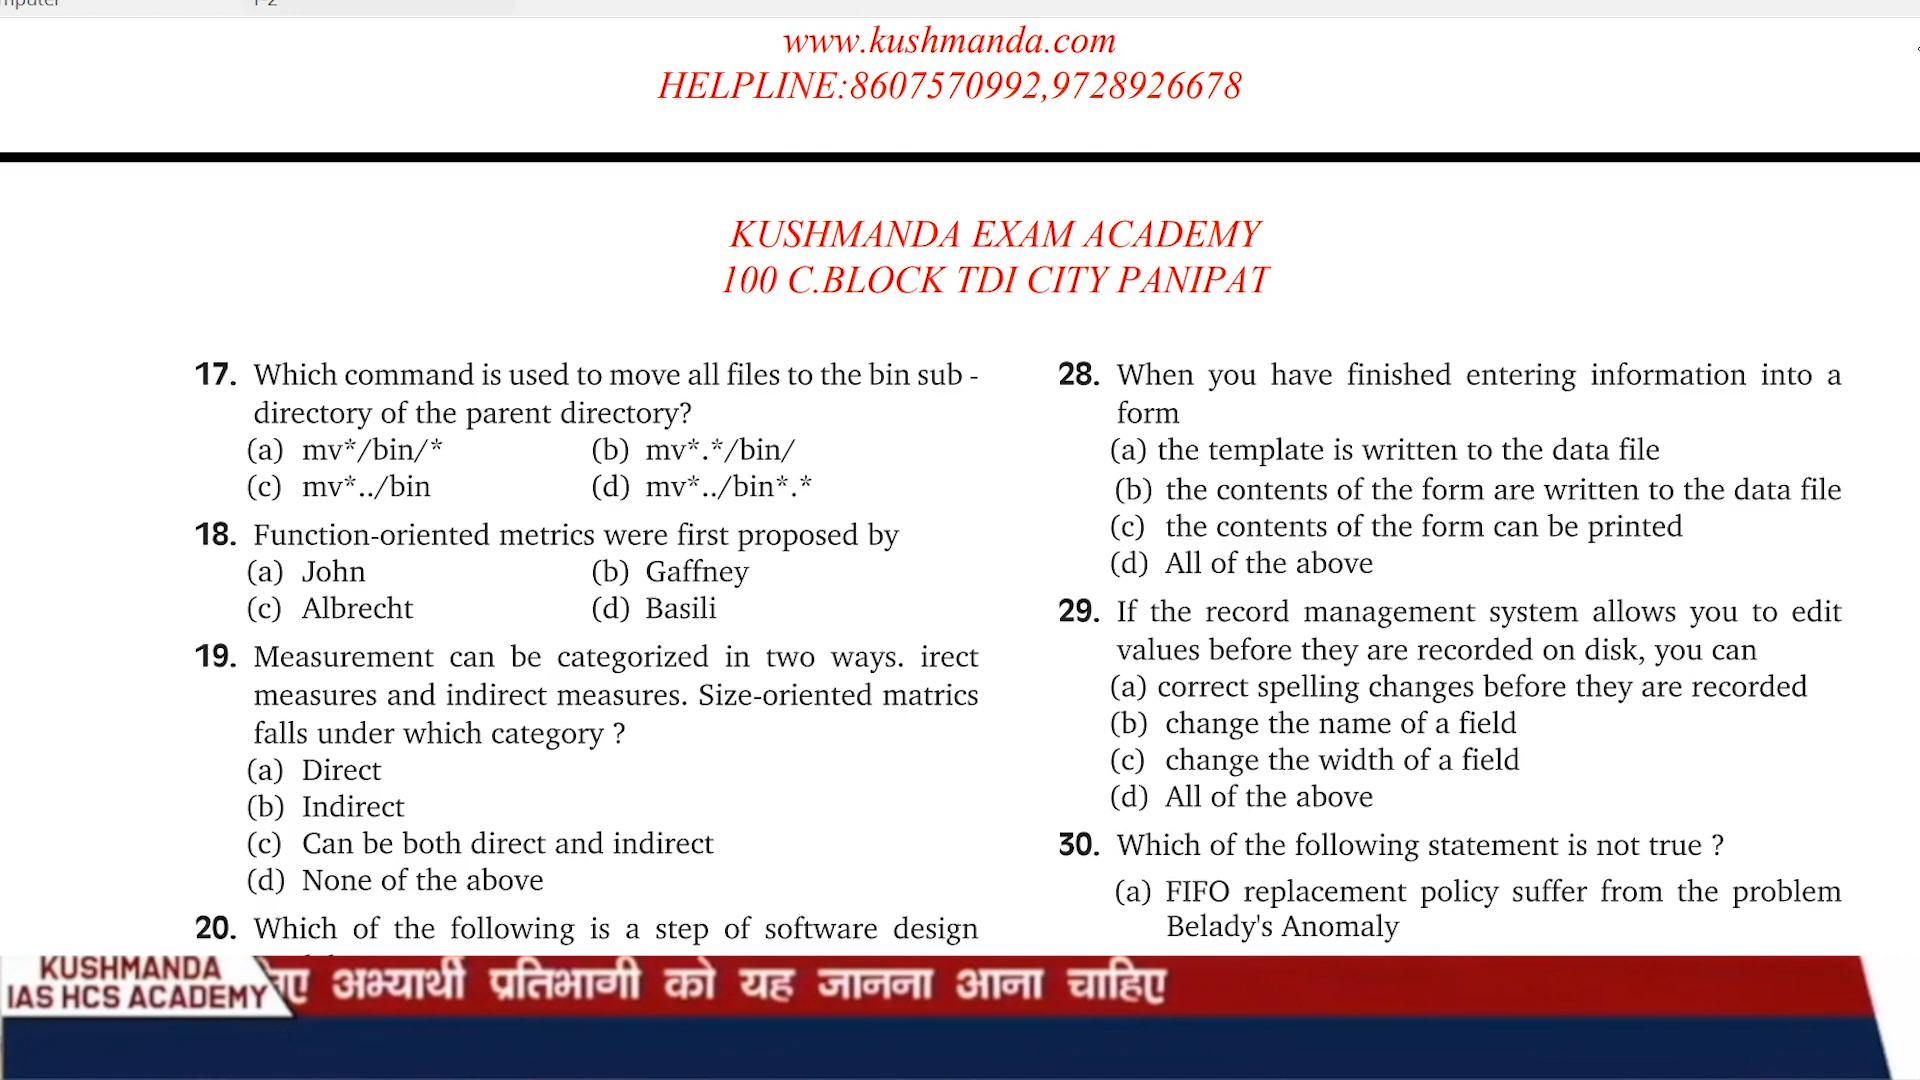 www.kushmanda.com
HELPLINE:8607570992,9728926678
KUSHMANDA EXAM ACADEMY
100 C.BLOCK TDI CITY PANIPAT
17. Which command is used to move all files to the bin sub -
directory of the parent directory?
(a) mv*/bin/* (b) mv*.*/bin/
(c) mv*../bin (d) mv*../bin*.*
18. Function-oriented metrics were first proposed by
(a) John (b) Gaffney
(c) Albrecht (d) Basili
19. Measurement can be categorized in two ways. irect
measures and indirect measures. Size-oriented matrics
falls under which category ?
(a) Direct
(b) Indirect
(c) Can be both direct and indirect
(d) None of the above
20. Which of the following is a step of software design
28. When you have finished entering information into a
form
(a) the template is written to the data file
(b) the contents of the form are written to the data file
(c) the contents of the form can be printed
(d) All of the above
29. If the record management system allows you to edit
values before they are recorded on disk, you can
(a) correct spelling changes before they are recorded
(b) change the name of a field
(c) change the width of a field
(d) All of the above
30. Which of the following statement is not true ?
(a) FIFO replacement policy suffer from the problem
Belady's Anomaly
KUSHMANDA
IAS HCS ACADEMY
अभ्यार्थी प्रतिभागी को यह जानना आना चाहिए